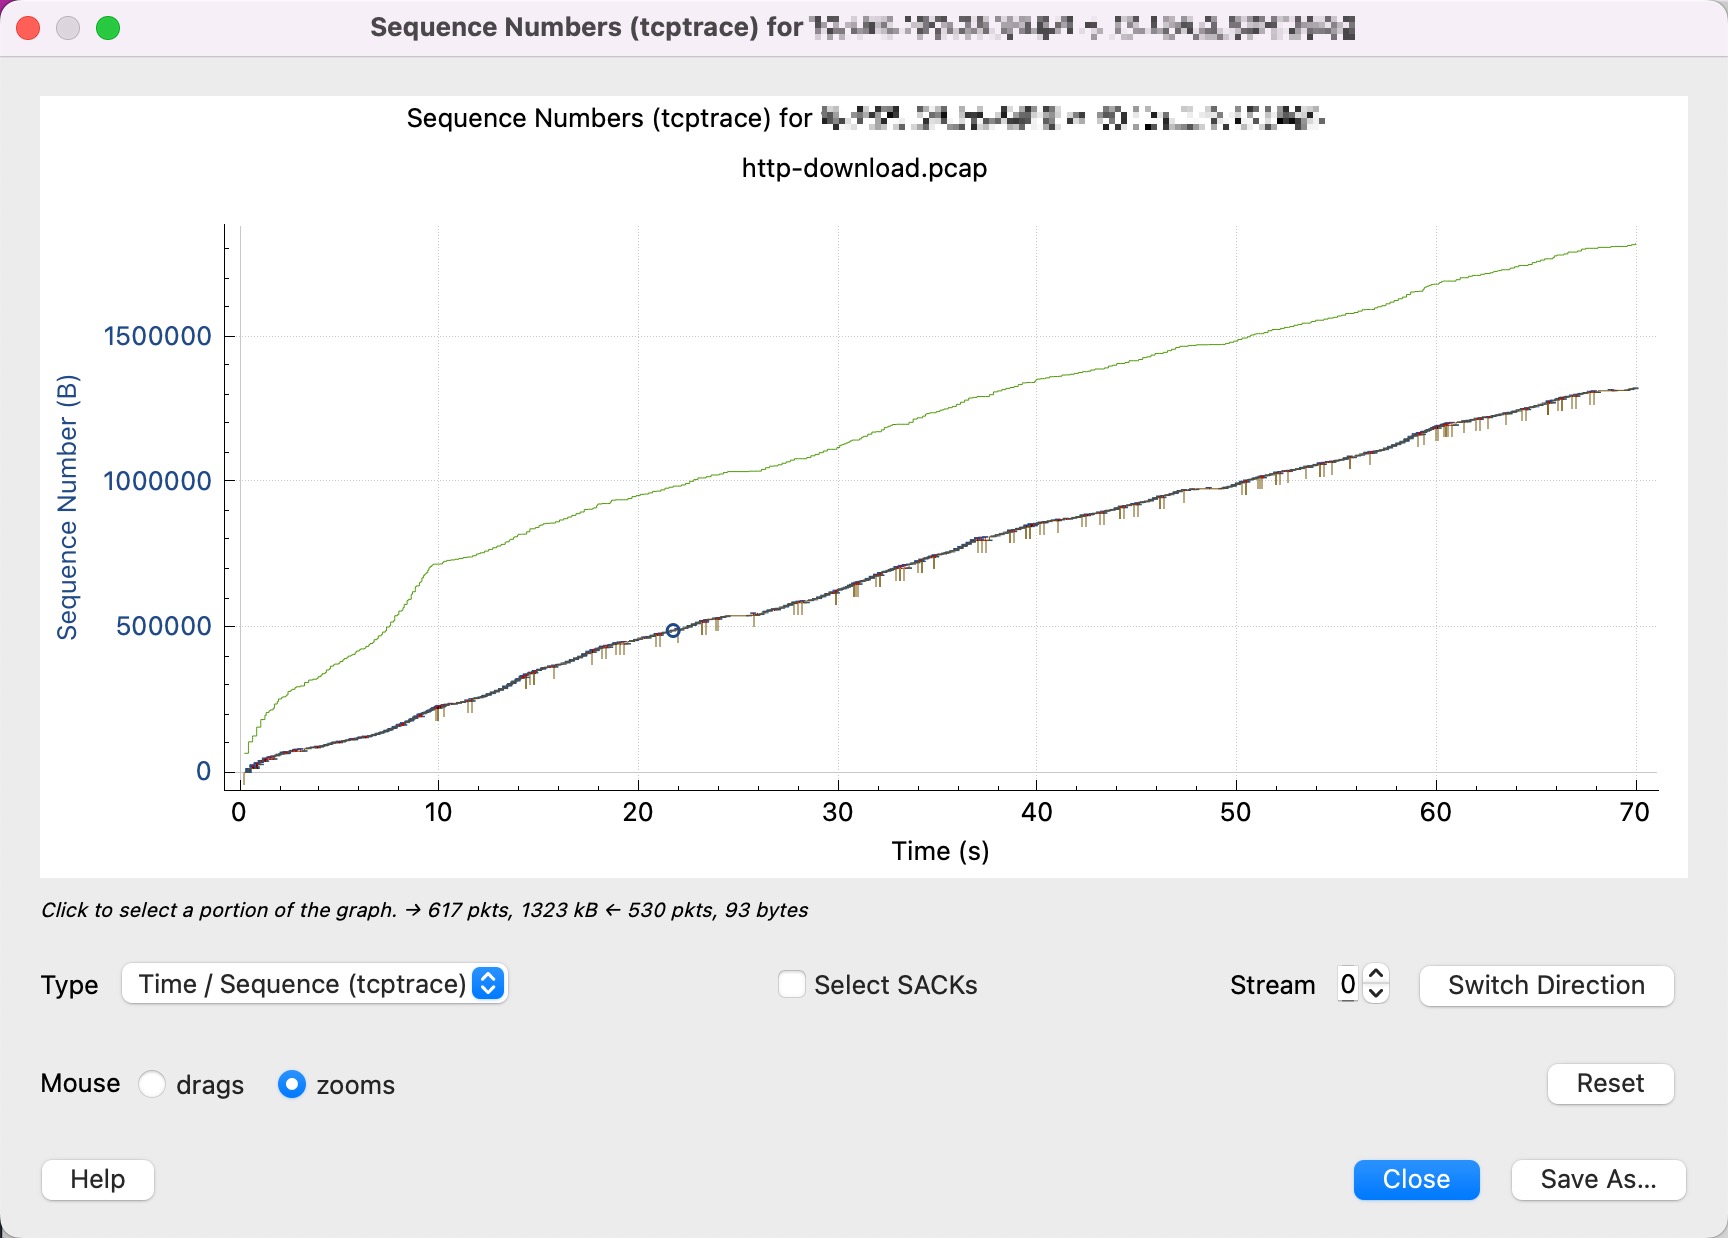 Sequence Numbers (tcptrace) for
Sequence Numbers (tcptrace) for
http-download.pcap
Sequence Number (B)
1500000
1000000
500000
0
0 10 20 30 40 50 60 70
Time (s)
Click to select a portion of the graph. → 617 pkts, 1323 kB ← 530 pkts, 93 bytes
Type Time / Sequence (tcptrace) Select SACKs Stream 0 Switch Direction
Mouse drags zooms Reset
Help Close Save As...